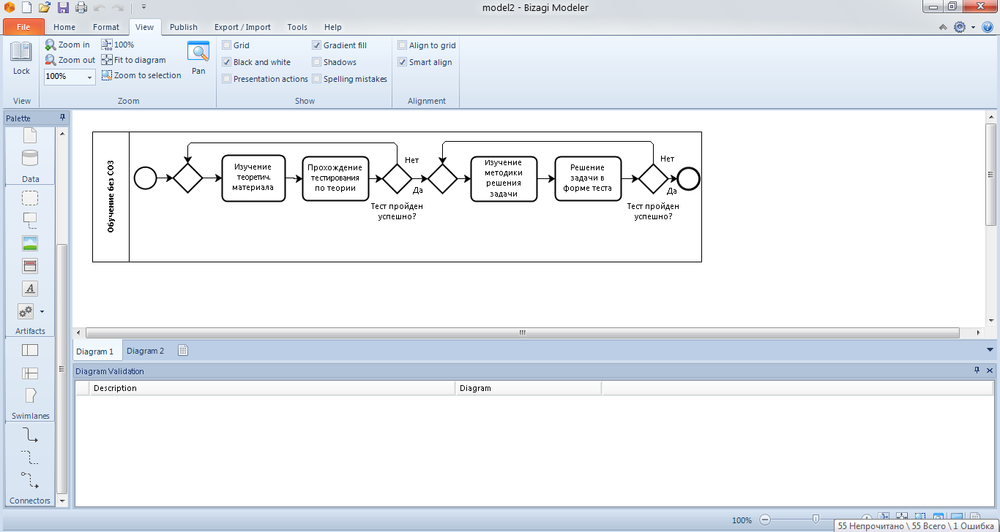 model2 - Bizagi Modeler
File Home Format View Publish Export / Import Tools Help
Lock
View
Zoom in
Zoom out
100%
100%
Fit to diagram
Zoom to selection
Pan
Zoom
Grid
Black and white
Presentation actions
Gradient fill
Shadows
Spelling mistakes
Show
Align to grid
Smart align
Alignment
Palette
Data
Artifacts
A
Swimlanes
Connectors
Обучение без СОЗ
Изучение
теоретич.
материала
Прохождение
тестирования
по теории
Нет
Да
Тест пройден
успешно?
Изучение
методики
решения
задачи
Решение
задачи в
форме теста
Нет
Да
Тест пройден
успешно?
Diagram 1 Diagram 2
Diagram Validation
Description Diagram
100%
55 Непрочитано \ 55 Всего \ 1 Ошибка